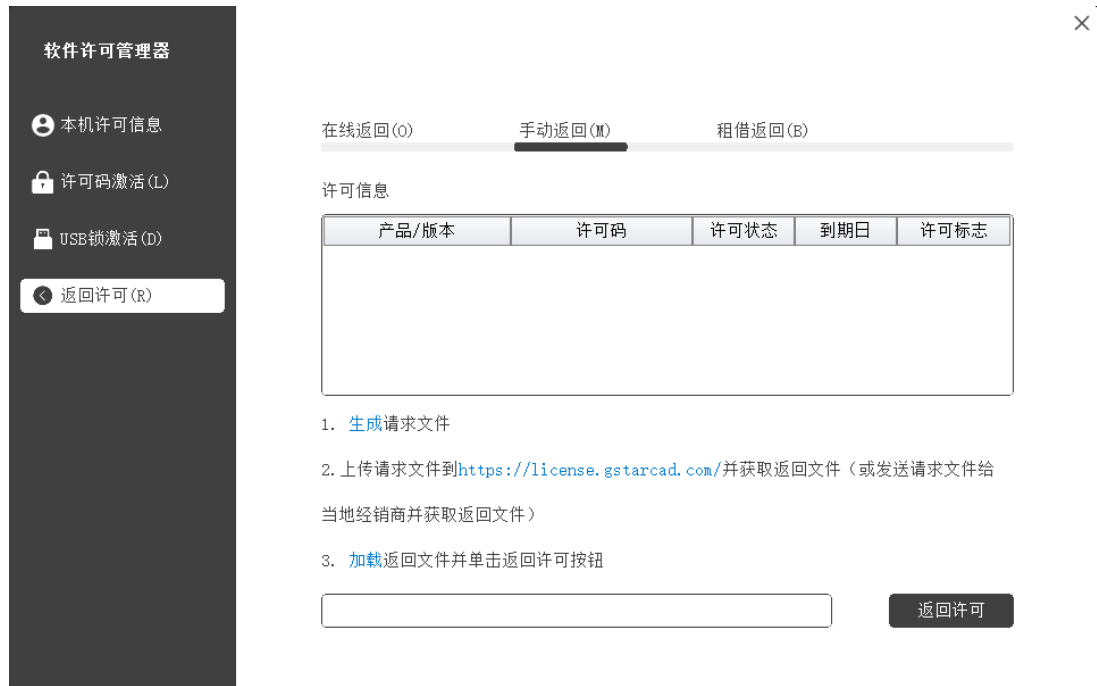 软件许可管理器
本机许可信息
许可码激活(L)
USB锁激活(D)
返回许可(R)
在线返回(O) 手动返回(M) 租借返回(B)
许可信息
产品/版本 许可码 许可状态 到期日 许可标志
1. 生成请求文件
2.上传请求文件到https://license.gstarcad.com/并获取返回文件（或发送请求文件给
当地经销商并获取返回文件）
3. 加载返回文件并单击返回许可按钮
返回许可